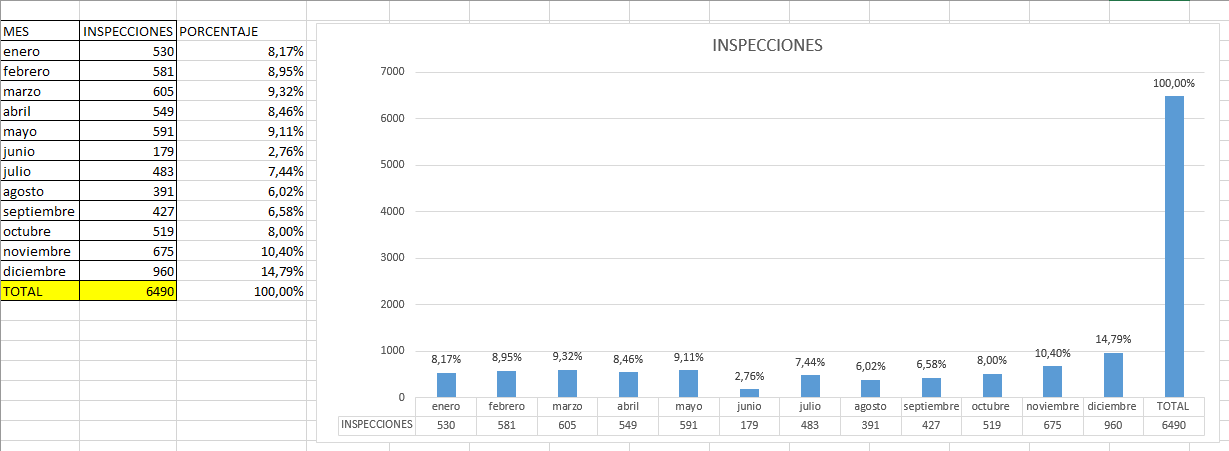 MES INSPECCIONES PORCENTAJE
enero 530 8,17%
febrero 581 8,95%
marzo 605 9,32%
abril 549 8,46%
mayo 591 9,11%
junio 179 2,76%
julio 483 7,44%
agosto 391 6,02%
septiembre 427 6,58%
octubre 519 8,00%
noviembre 675 10,40%
diciembre 960 14,79%
TOTAL 6490 100,00%
INSPECCIONES
7000
100,00%
6000
5000
4000
3000
2000
1000
8,17% 8,95% 9,32% 8,46% 9,11% 2,76% 7,44% 6,02% 6,58% 8,00% 10,40% 14,79%
0
enero febrero marzo abril mayo junio julio agosto septiembre octubre noviembre diciembre TOTAL
INSPECCIONES 530 581 605 549 591 179 483 391 427 519 675 960 6490